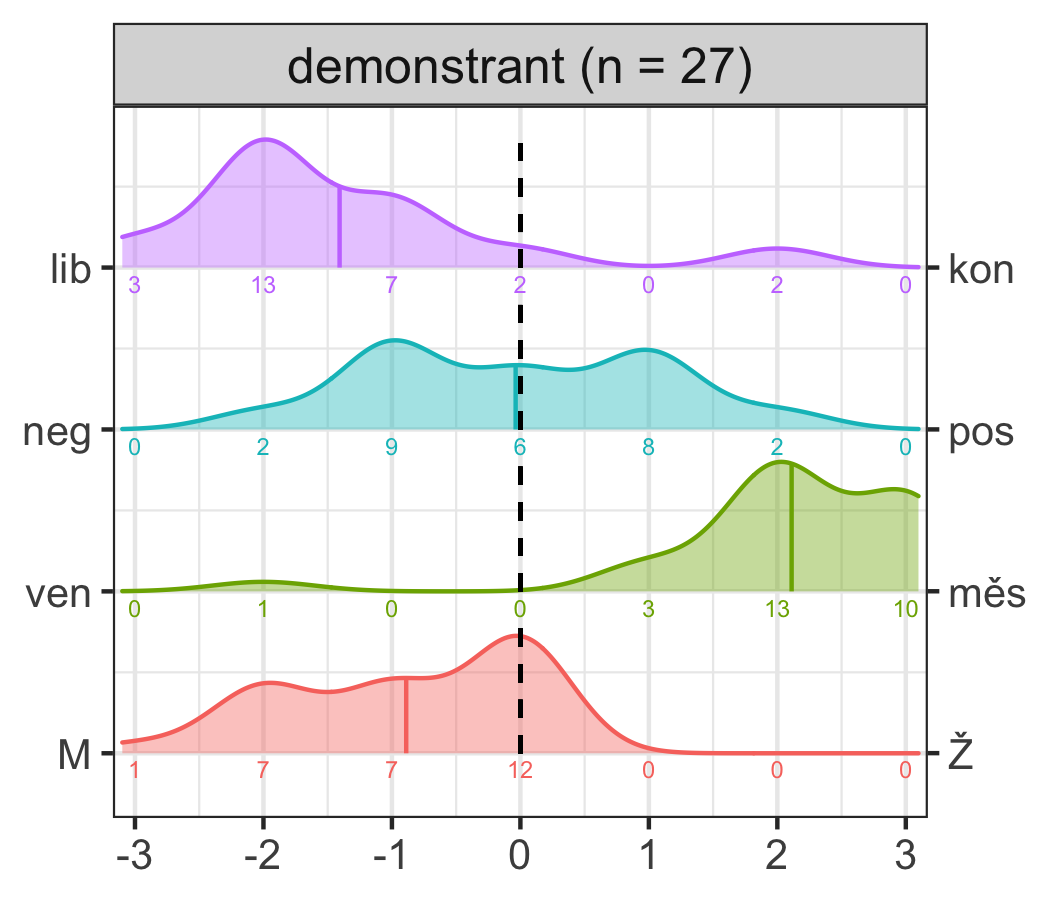 demonstrant (n = 27)
lib kon
3 13 7 2 0 2 0
neg pos
0 2 9 6 8 2 0
ven měs
0 1 0 0 3 13 10
M Ž
1 7 7 12 0 0 0
-3 -2 -1 0 1 2 3